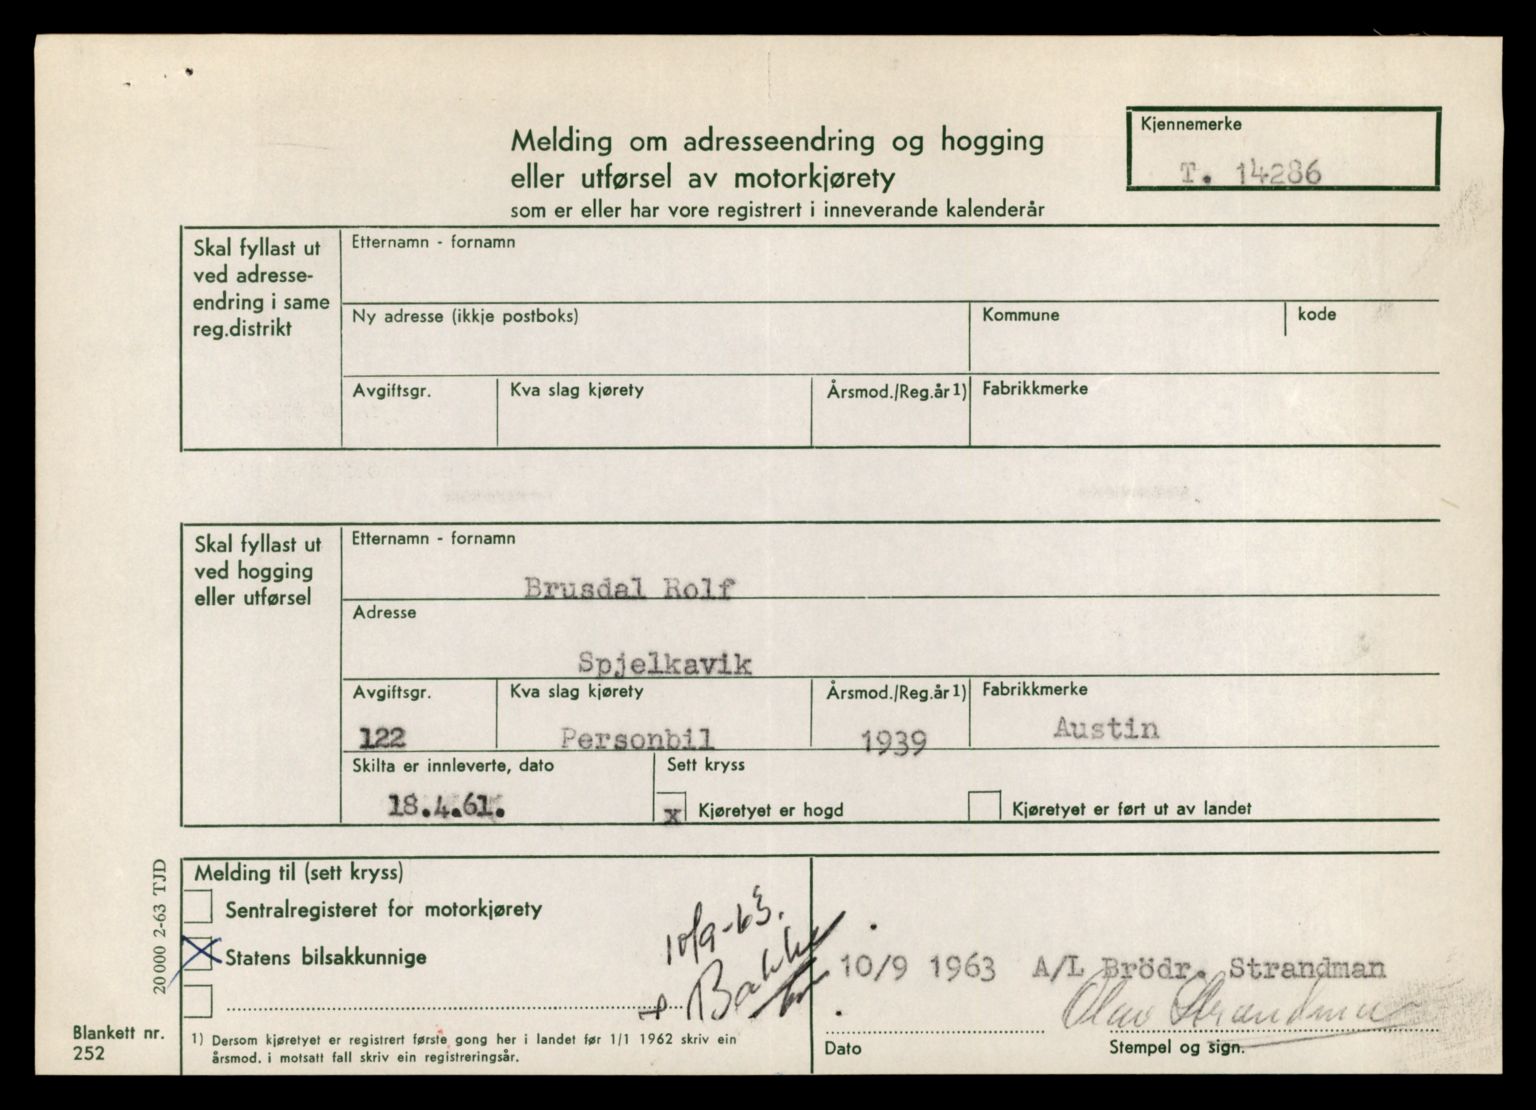 Melding om adresseendring og hogging
eller utførsel av motorkjørety
som er eller har vore registrert i inneverande kalenderår
Kjennemerke
T. 14286
Skal fyllast ut
ved adresse-
endring i same
reg.distrikt
Etternamn - fornamn
Ny adresse (ikkje postboks)
Kommune
kode
Avgiftsgr.
Kva slag kjørety
Årsmod./Reg.år 1)
Fabrikkmerke
Skal fyllast ut
ved hogging
eller utførsel
Etternamn - fornamn
Brusdal Rolf
Adresse
Spjelkavik
Avgiftsgr.
Kva slag kjørety
Årsmod./Reg.år 1)
Fabrikkmerke
122
Personbil
1939
Austin
Skilta er innleverte, dato
Sett kryss
18.4.61.
x Kjøretyet er hogd
Kjøretyet er ført ut av landet
Melding til (sett kryss)
Sentralregisteret for motorkjørety
Statens bilsakkunnige
10/9-63.
10/9 1963 A/L Brödr. Strandman
Olav Strandman
Dato
Stempel og sign.
1) Dersom kjøretyet er registrert første gong her i landet før 1/1 1962 skriv ein
årsmod. i motsatt fall skriv ein registreringsår.
20000 2-63 TJD
Blankett nr.
252